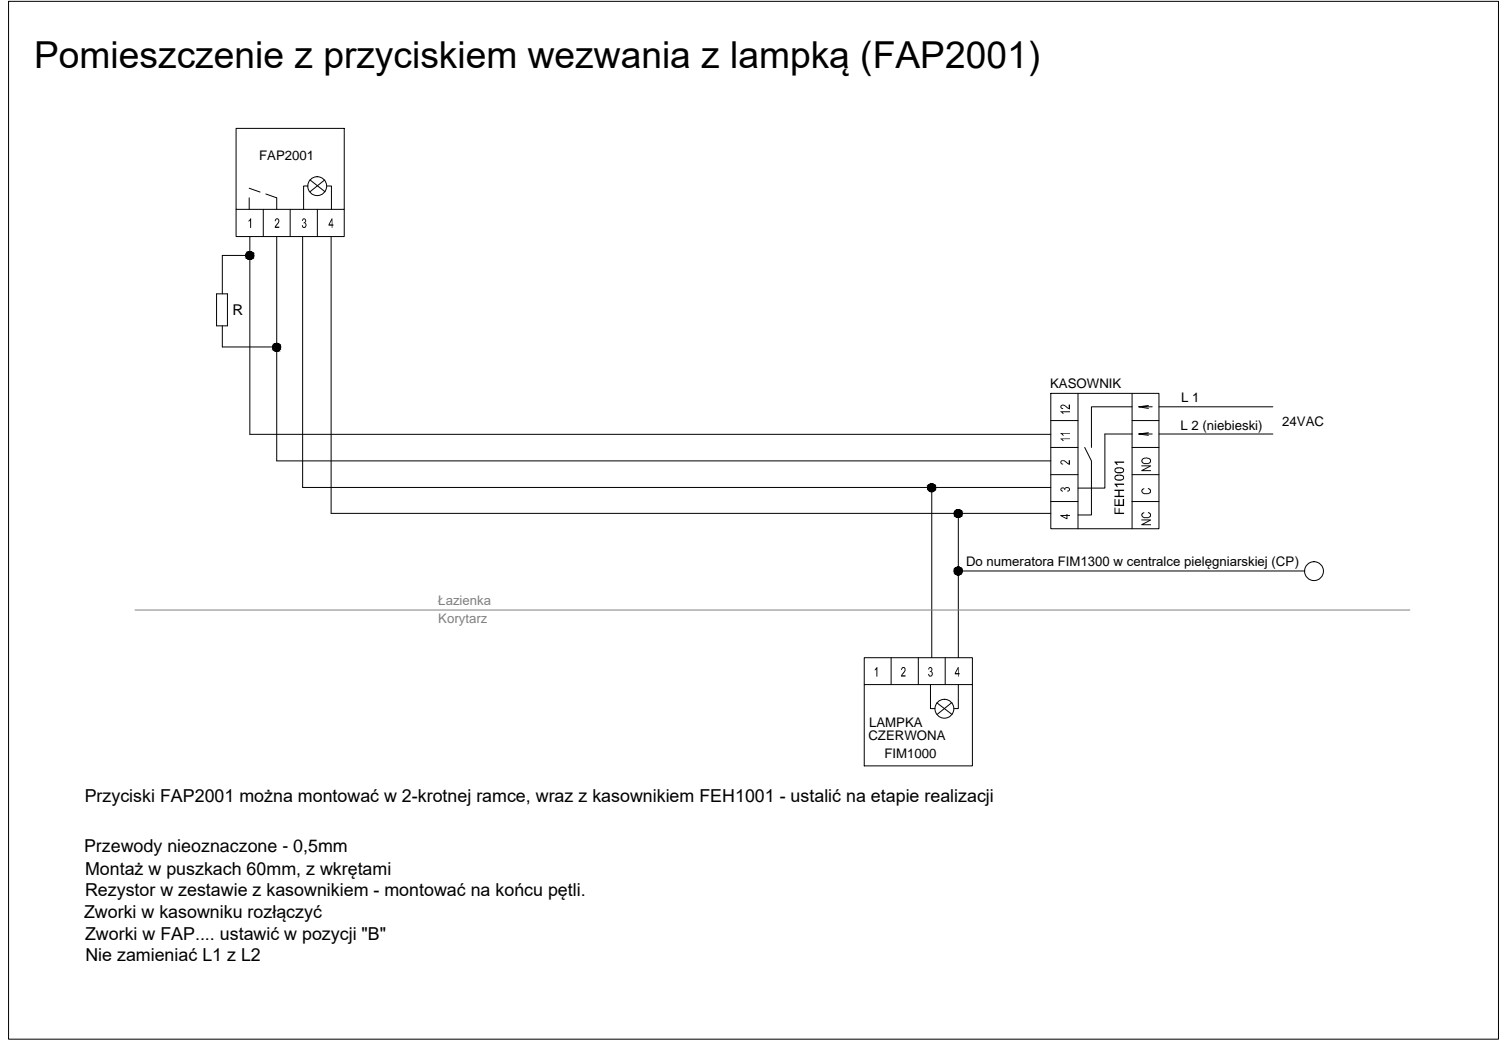 Pomieszczenie z przyciskiem wezwania z lampką (FAP2001)
FAP2001
1 2 3 4
R
KASOWNIK
12
11
2
3
4
FEH1001
NO
C
NC
L 1
L 2 (niebieski)
24VAC
Do numeratora FIM1300 w centralce pielęgniarskiej (CP)
Łazienka
Korytarz
1 2 3 4
LAMPKA
CZERWONA
FIM1000
Przyciski FAP2001 można montować w 2-krotnej ramce, wraz z kasownikiem FEH1001 - ustalić na etapie realizacji
Przewody nieoznaczone - 0,5mm
Montaż w puszkach 60mm, z wkrętami
Rezystor w zestawie z kasownikiem - montować na końcu pętli.
Zworki w kasowniku rozłączyć
Zworki w FAP.... ustawić w pozycji "B"
Nie zamieniać L1 z L2